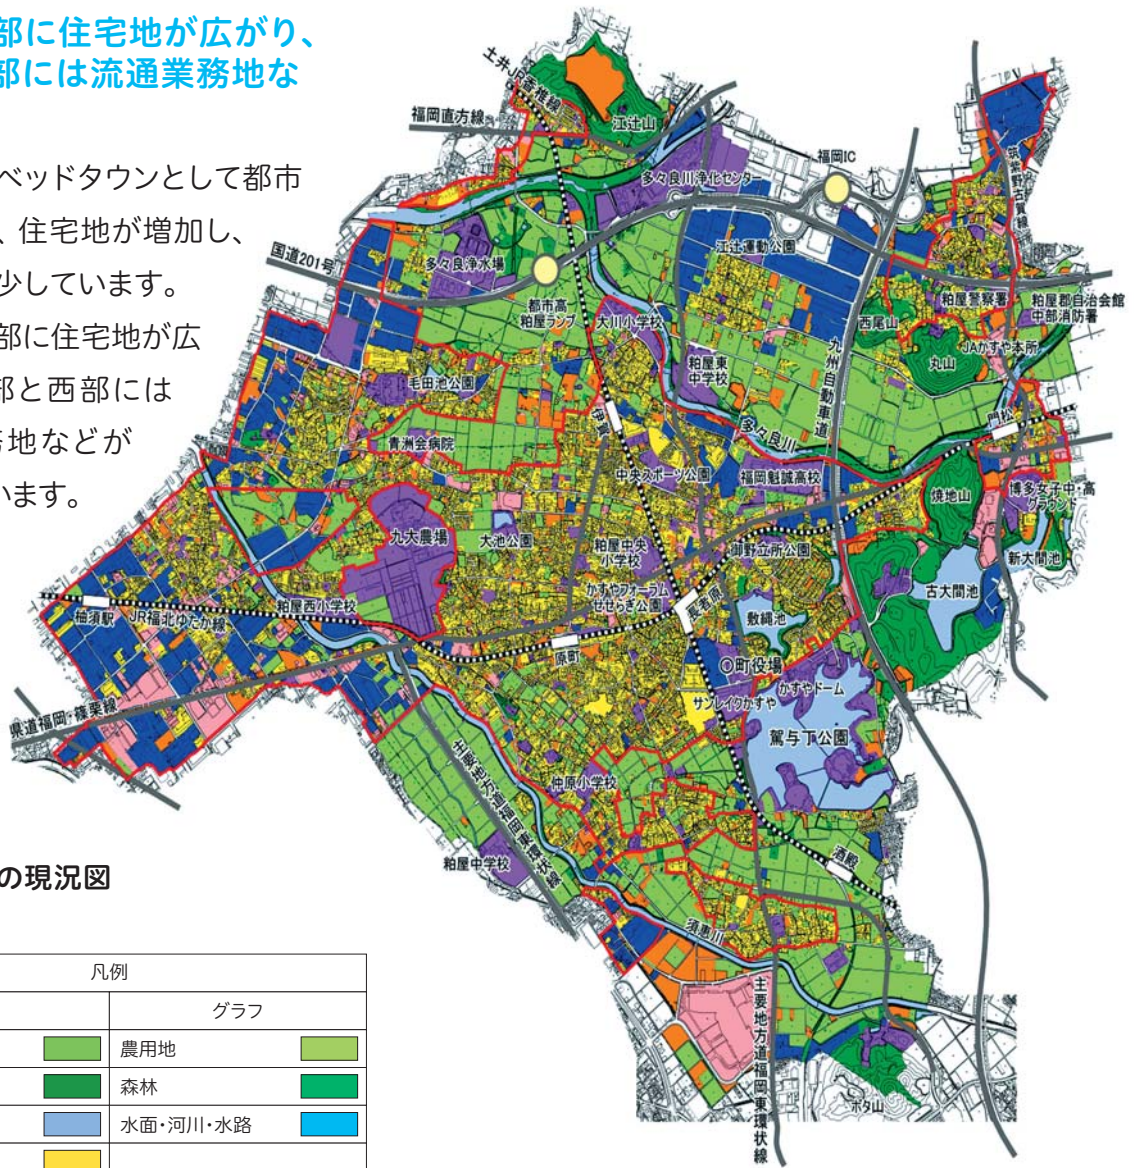 部に住宅地が広がり、
部には流通業務地な
ベッドタウンとして都市
、住宅地が増加し、
少しています。
部に住宅地が広
部と西部には
務地などが
います。
の現況図
凡例
グラフ
農用地
森林
水面・河川・水路
土井
JR香椎線
福岡直方線
江辻山
福岡IC
多々良川浄化センター
筑紫野古賀線
国道201号
多々良浄水場
江辻運動公園
都市高
粕屋ランプ
大川小学校
粕屋警察署
粕屋郡自治会館
中部消防署
西尾山
JAかすや本所
丸山
粕屋東
中学校
九州自動車道
毛田池公園
伊賀
門松
青洲会病院
多々良川
中央スポーツ公園
福岡魁誠高校
焼地山
博多女子中・高
グラウンド
九大農場
大池公園
粕屋中央
小学校
御野立所公園
新大間池
古大間池
かすやフォーラム
せせらぎ公園
長者原
粕屋西小学校
柚須駅
JR福北ゆたか線
敷縄池
原町
町役場
かすやドーム
サンレイクかすや
県道福岡・篠栗線
駕与丁公園
仲原小学校
主要地方道福岡東環状線
粕屋中学校
酒殿
須恵川
主要地方道福岡東環状線
ボタ山